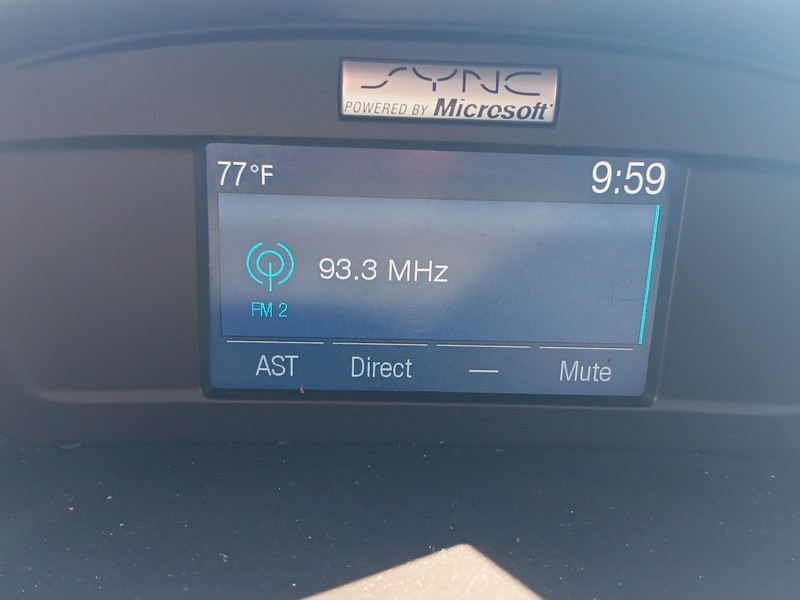 SYNC
POWERED BY Microsoft
77°F 9:59
93.3 MHz
FM 2
AST Direct — Mute